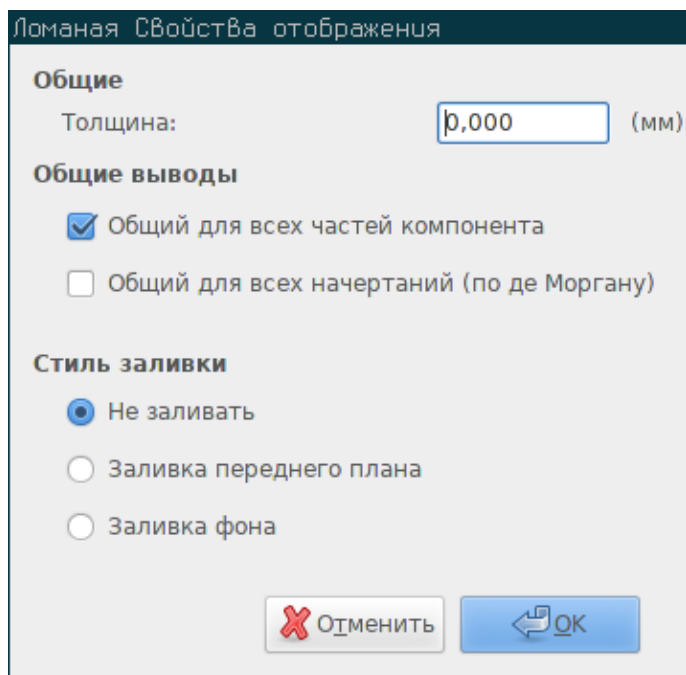 Ломаная Свойства отображения
Общие
Толщина: 0,000 (мм)
Общие выводы
Общий для всех частей компонента
Общий для всех начертаний (по де Моргану)
Стиль заливки
Не заливать
Заливка переднего плана
Заливка фона
Отменить OK